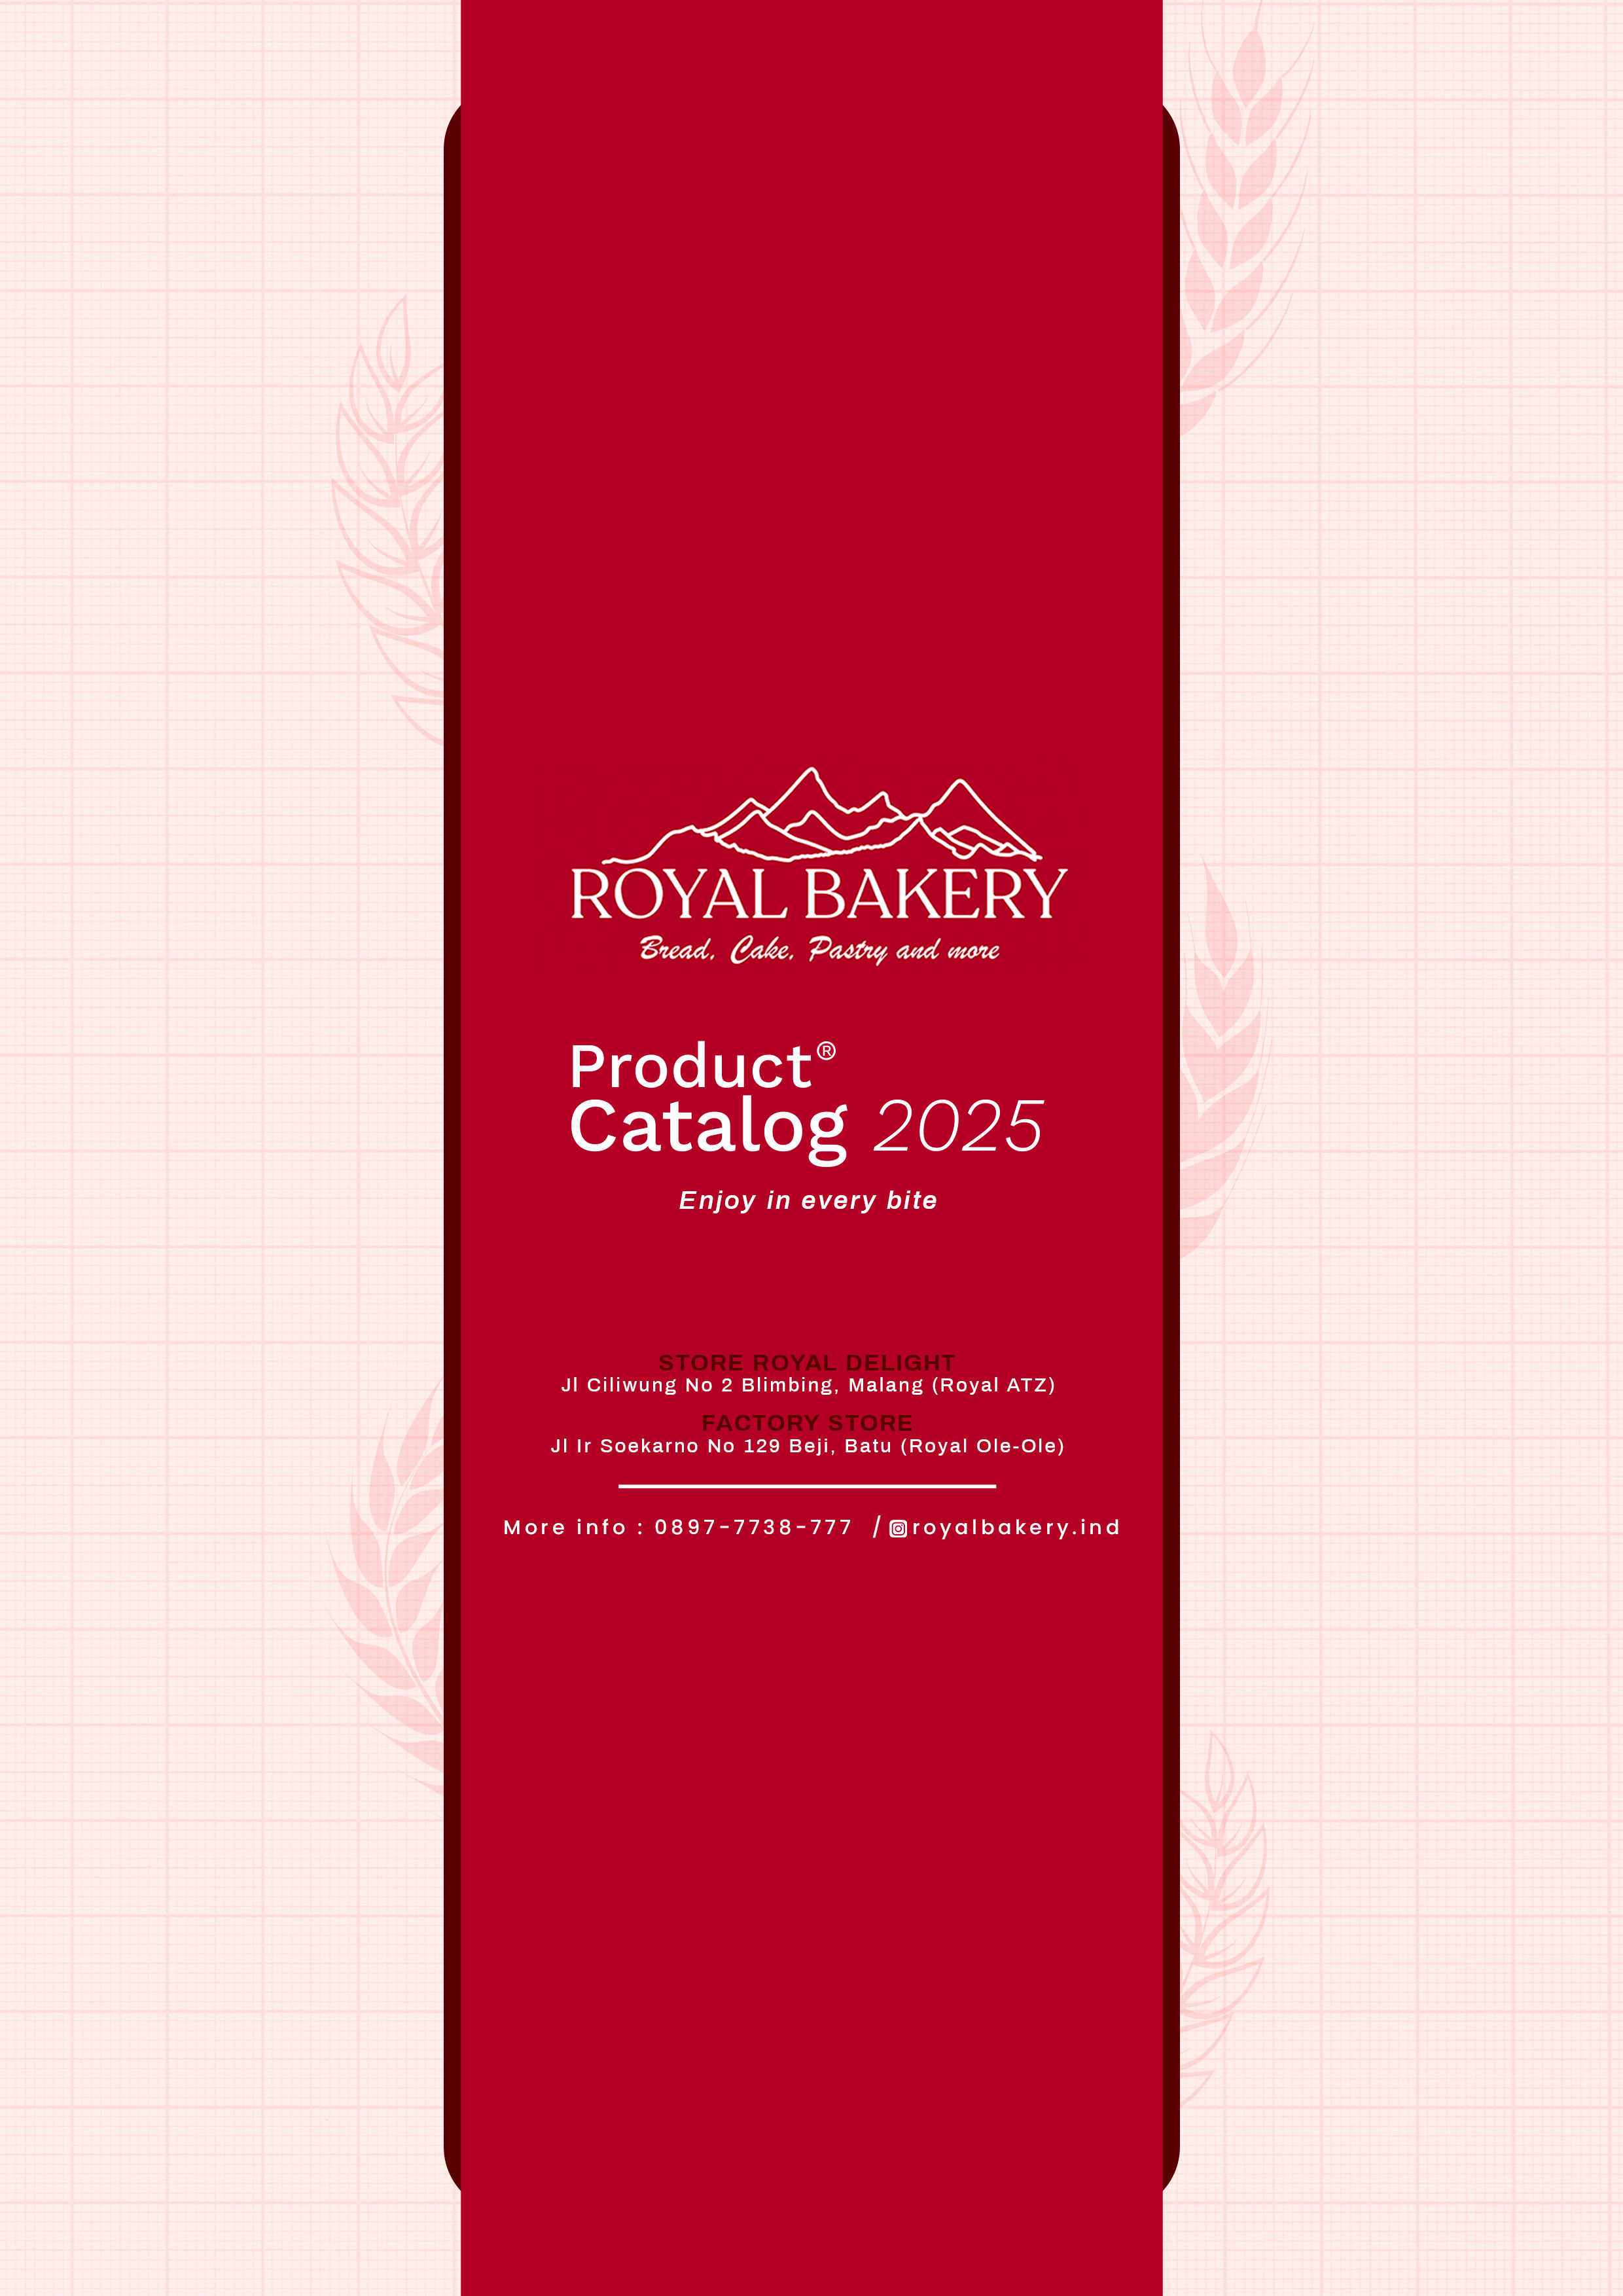 ROYAL BAKERY
Bread, Cake, Pastry and more
Product®
Catalog 2025
Enjoy in every bite
STORE ROYAL DELIGHT
Jl Ciliwung No 2 Blimbing, Malang (Royal ATZ)
FACTORY STORE
Jl Ir Soekarno No 129 Beji, Batu (Royal Ole-Ole)
More info : 0897-7738-777 / royalbakery.ind